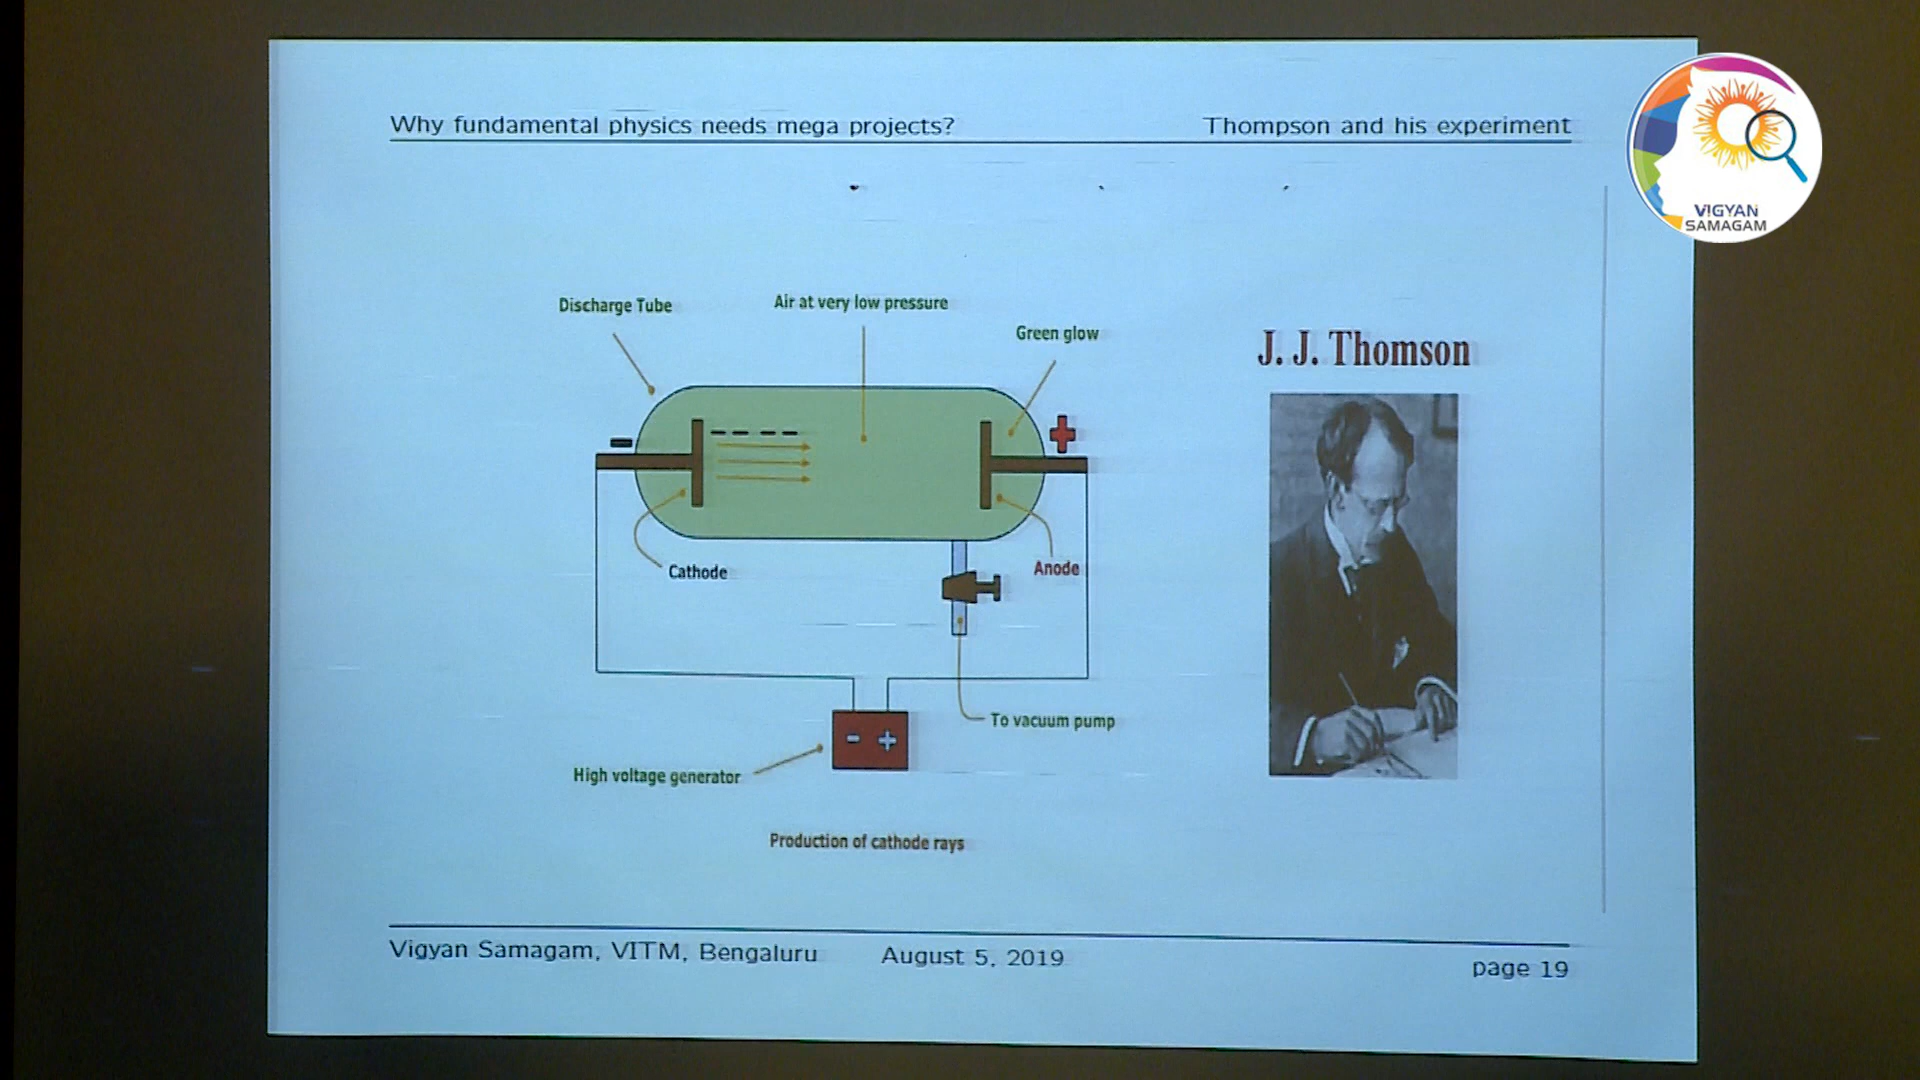 Why fundamental physics needs mega projects?
Thompson and his experiment
VIGYAN
SAMAGAM
Discharge Tube
Air at very low pressure
Green glow
J. J. Thomson
Cathode
Anode
To vacuum pump
High voltage generator
Production of cathode rays
Vigyan Samagam, VITM, Bengaluru
August 5, 2019
page 19